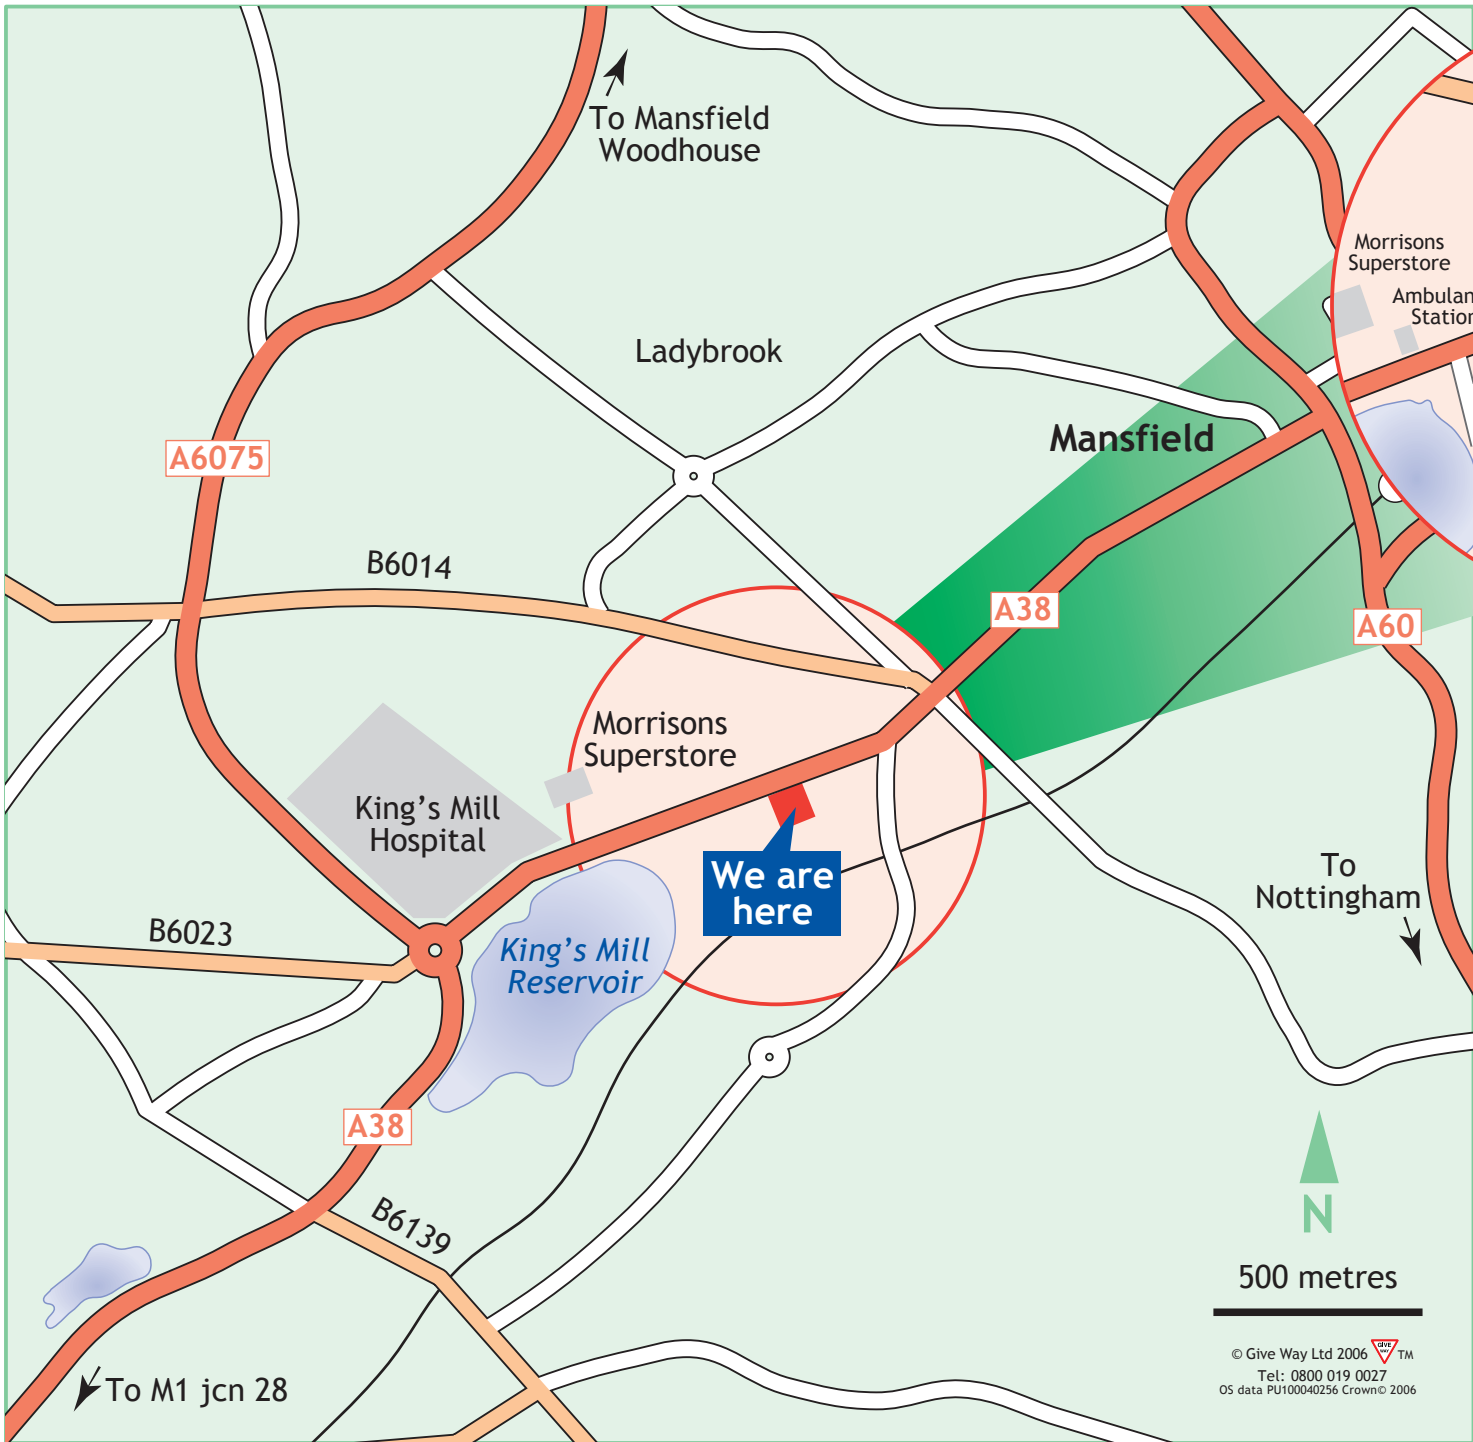 To Mansfield
Woodhouse
Morrisons
Superstore
Ambulan
Station
Ladybrook
Mansfield
A6075
B6014
A38
A60
Morrisons
Superstore
King's Mill
Hospital
We are
here
To
Nottingham
B6023
King's Mill
Reservoir
A38
B6139
N
500 metres
© Give Way Ltd 2006 GIVE WAY TM
Tel: 0800 019 0027
OS data PU100040256 Crown© 2006
To M1 jcn 28